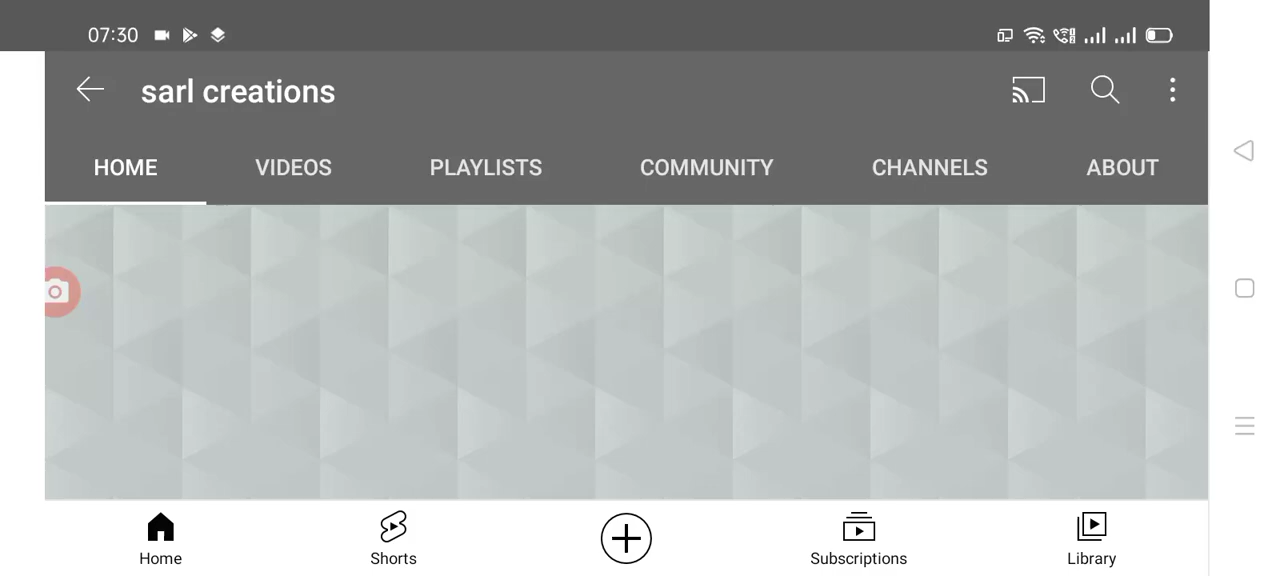 07:30
sarl creations
HOME VIDEOS PLAYLISTS COMMUNITY CHANNELS ABOUT
Home Shorts Subscriptions Library